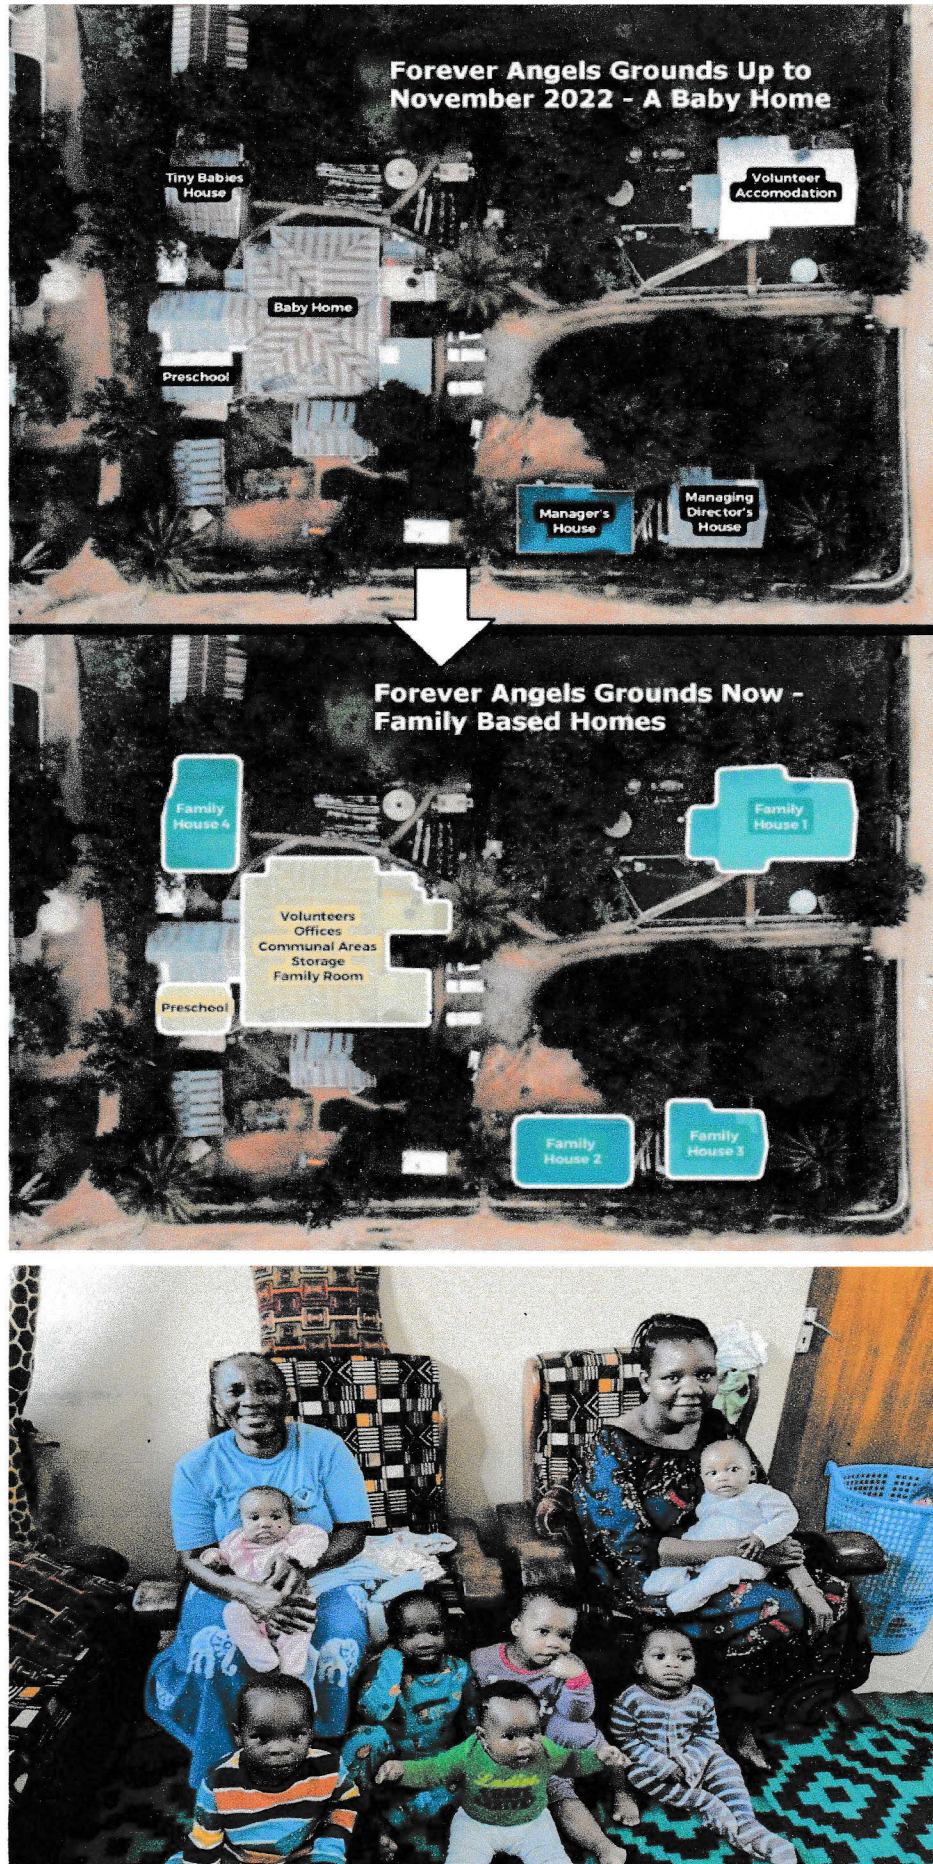 Forever Angels Grounds Up to
November 2022 - A Baby Home
Tiny Babies
House
Volunteer
Accomodation
Baby Home
Preschool
Manager's
House
Managing
Director's
House
Forever Angels Grounds Now -
Family Based Homes
Family
House 4
Family
House 1
Volunteers
Offices
Communal Areas
Storage
Family Room
Preschool
Family
House 2
Family
House 3